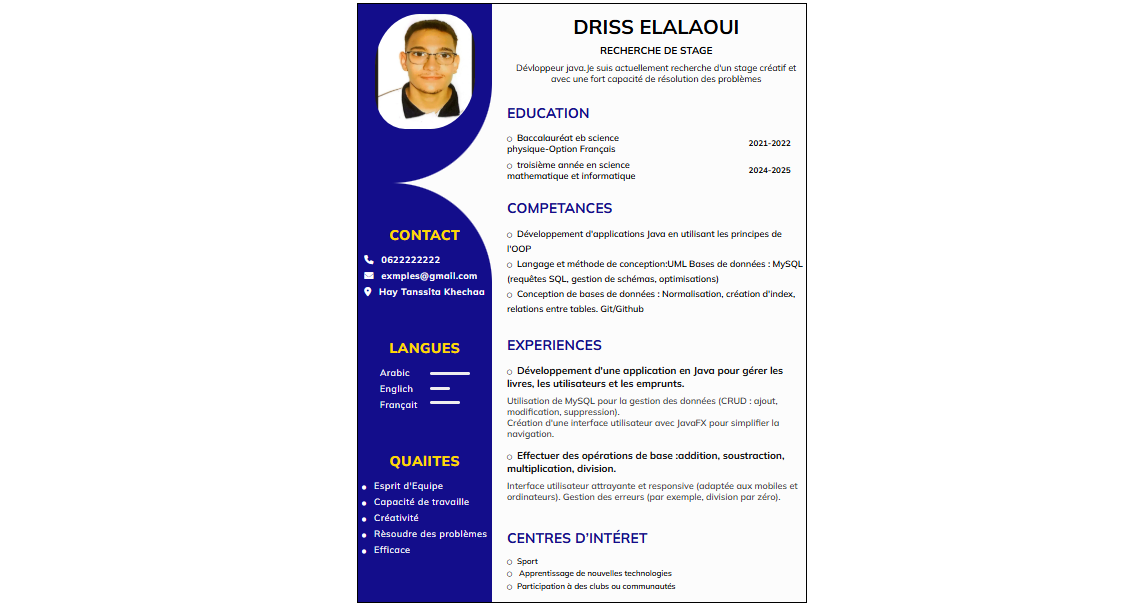 DRISS ELALAOUI
RECHERCHE DE STAGE
Dévloppeur java.Je suis actuellement recherche d'un stage créatif et
avec une fort capacité de résolution des problèmes
EDUCATION
Baccalauréat eb science
physique-Option Français
2021-2022
troisième année en science
mathematique et informatique
2024-2025
COMPETANCES
Développement d'applications Java en utilisant les principes de
l'OOP
Langage et méthode de conception:UML Bases de données : MySQL
(requêtes SQL, gestion de schémas, optimisations)
Conception de bases de données : Normalisation, création d'index,
relations entre tables. Git/Github
EXPERIENCES
Développement d'une application en Java pour gérer les
livres, les utilisateurs et les emprunts.
Utilisation de MySQL pour la gestion des données (CRUD : ajout,
modification, suppression).
Création d'une interface utilisateur avec JavaFX pour simplifier la
navigation.
Effectuer des opérations de base :addition, soustraction,
multiplication, division.
Interface utilisateur attrayante et responsive (adaptée aux mobiles et
ordinateurs). Gestion des erreurs (par exemple, division par zéro).
CENTRES D'INTÉRET
Sport
Apprentissage de nouvelles technologies
Participation à des clubs ou communautés
CONTACT
0622222222
exmples@gmail.com
Hay Tanssita Khechaa
LANGUES
Arabic
Englich
Françait
QUAIITES
Esprit d'Equipe
Capacité de travaille
Créativité
Rèsoudre des problèmes
Efficace